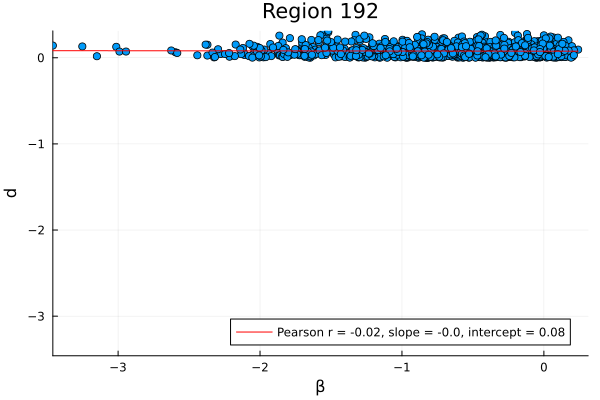 Region 192
0
−1
−2
−3
d
Pearson r = -0.02, slope = -0.0, intercept = 0.08
−3 −2 −1 0
β